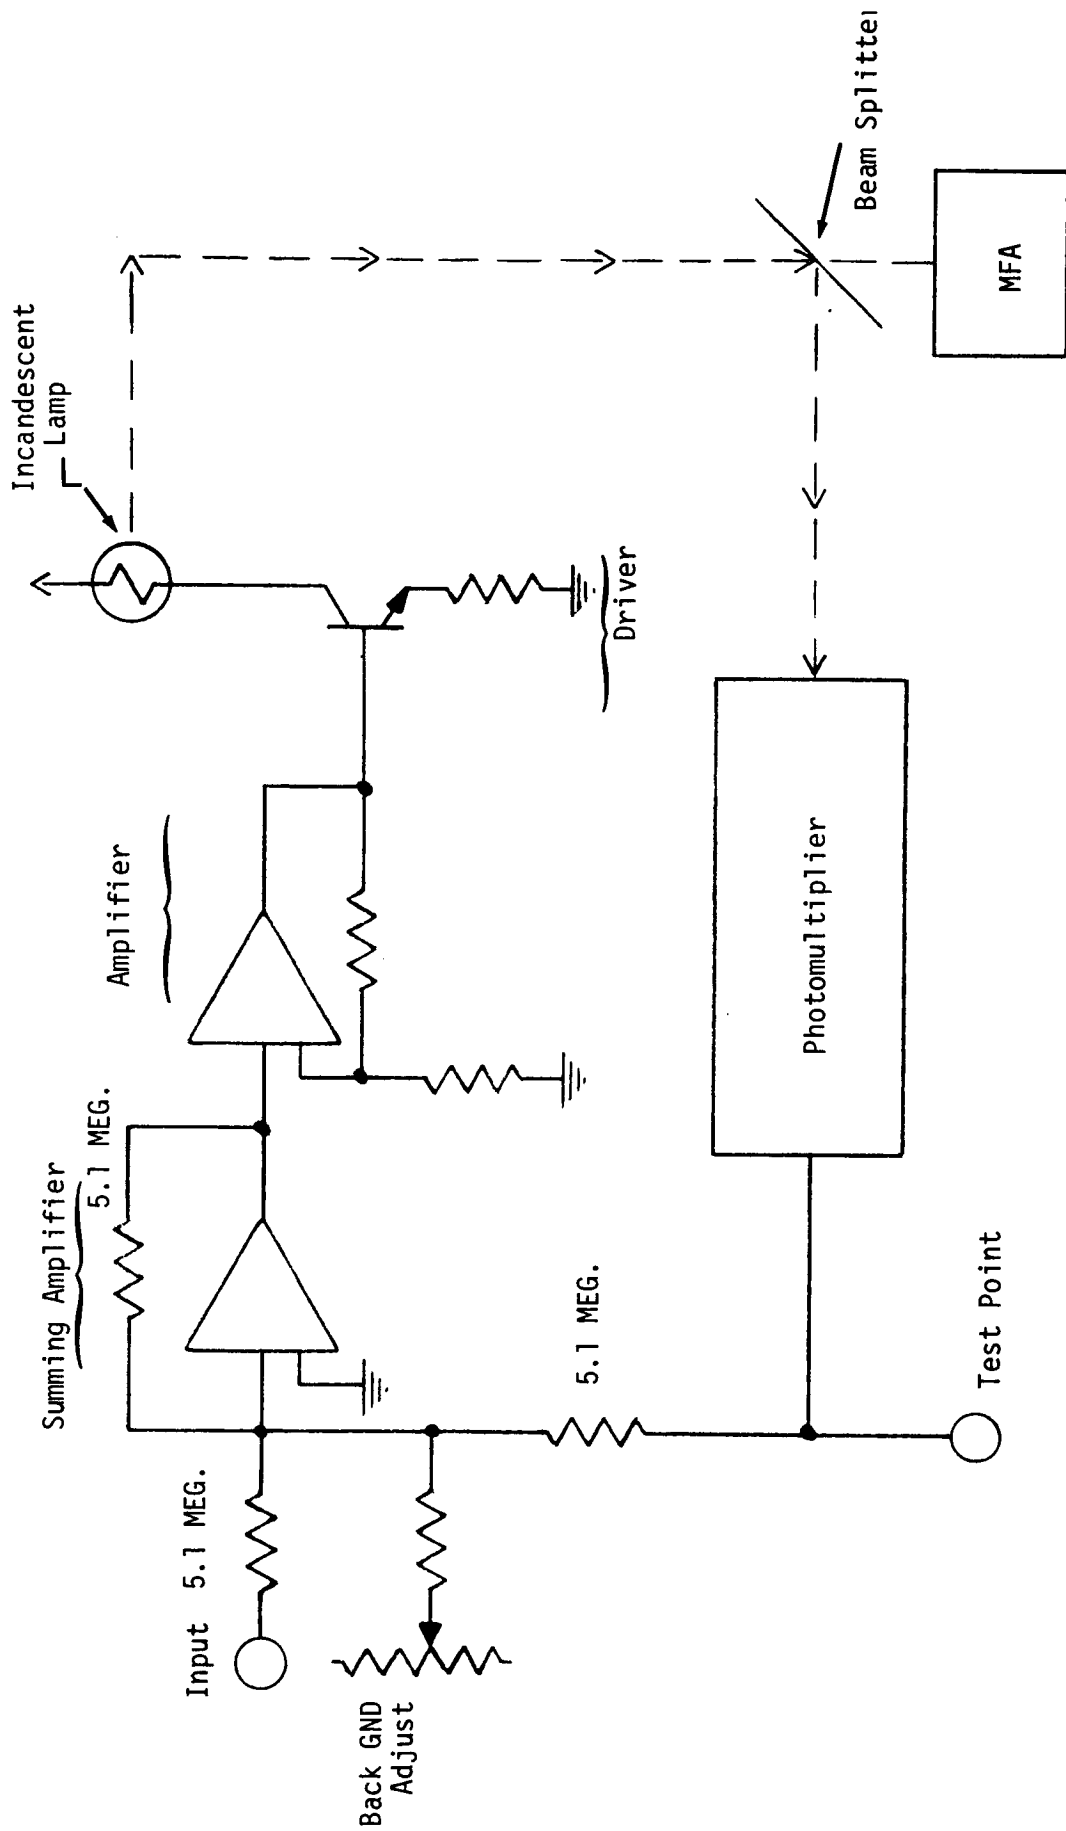 Incandescent
Lamp
Amplifier
Summing Amplifier
5.1 MEG.
Input 5.1 MEG.
Back GND
Adjust
Driver
5.1 MEG.
Photomultiplier
Test Point
Beam Splitter
MFA